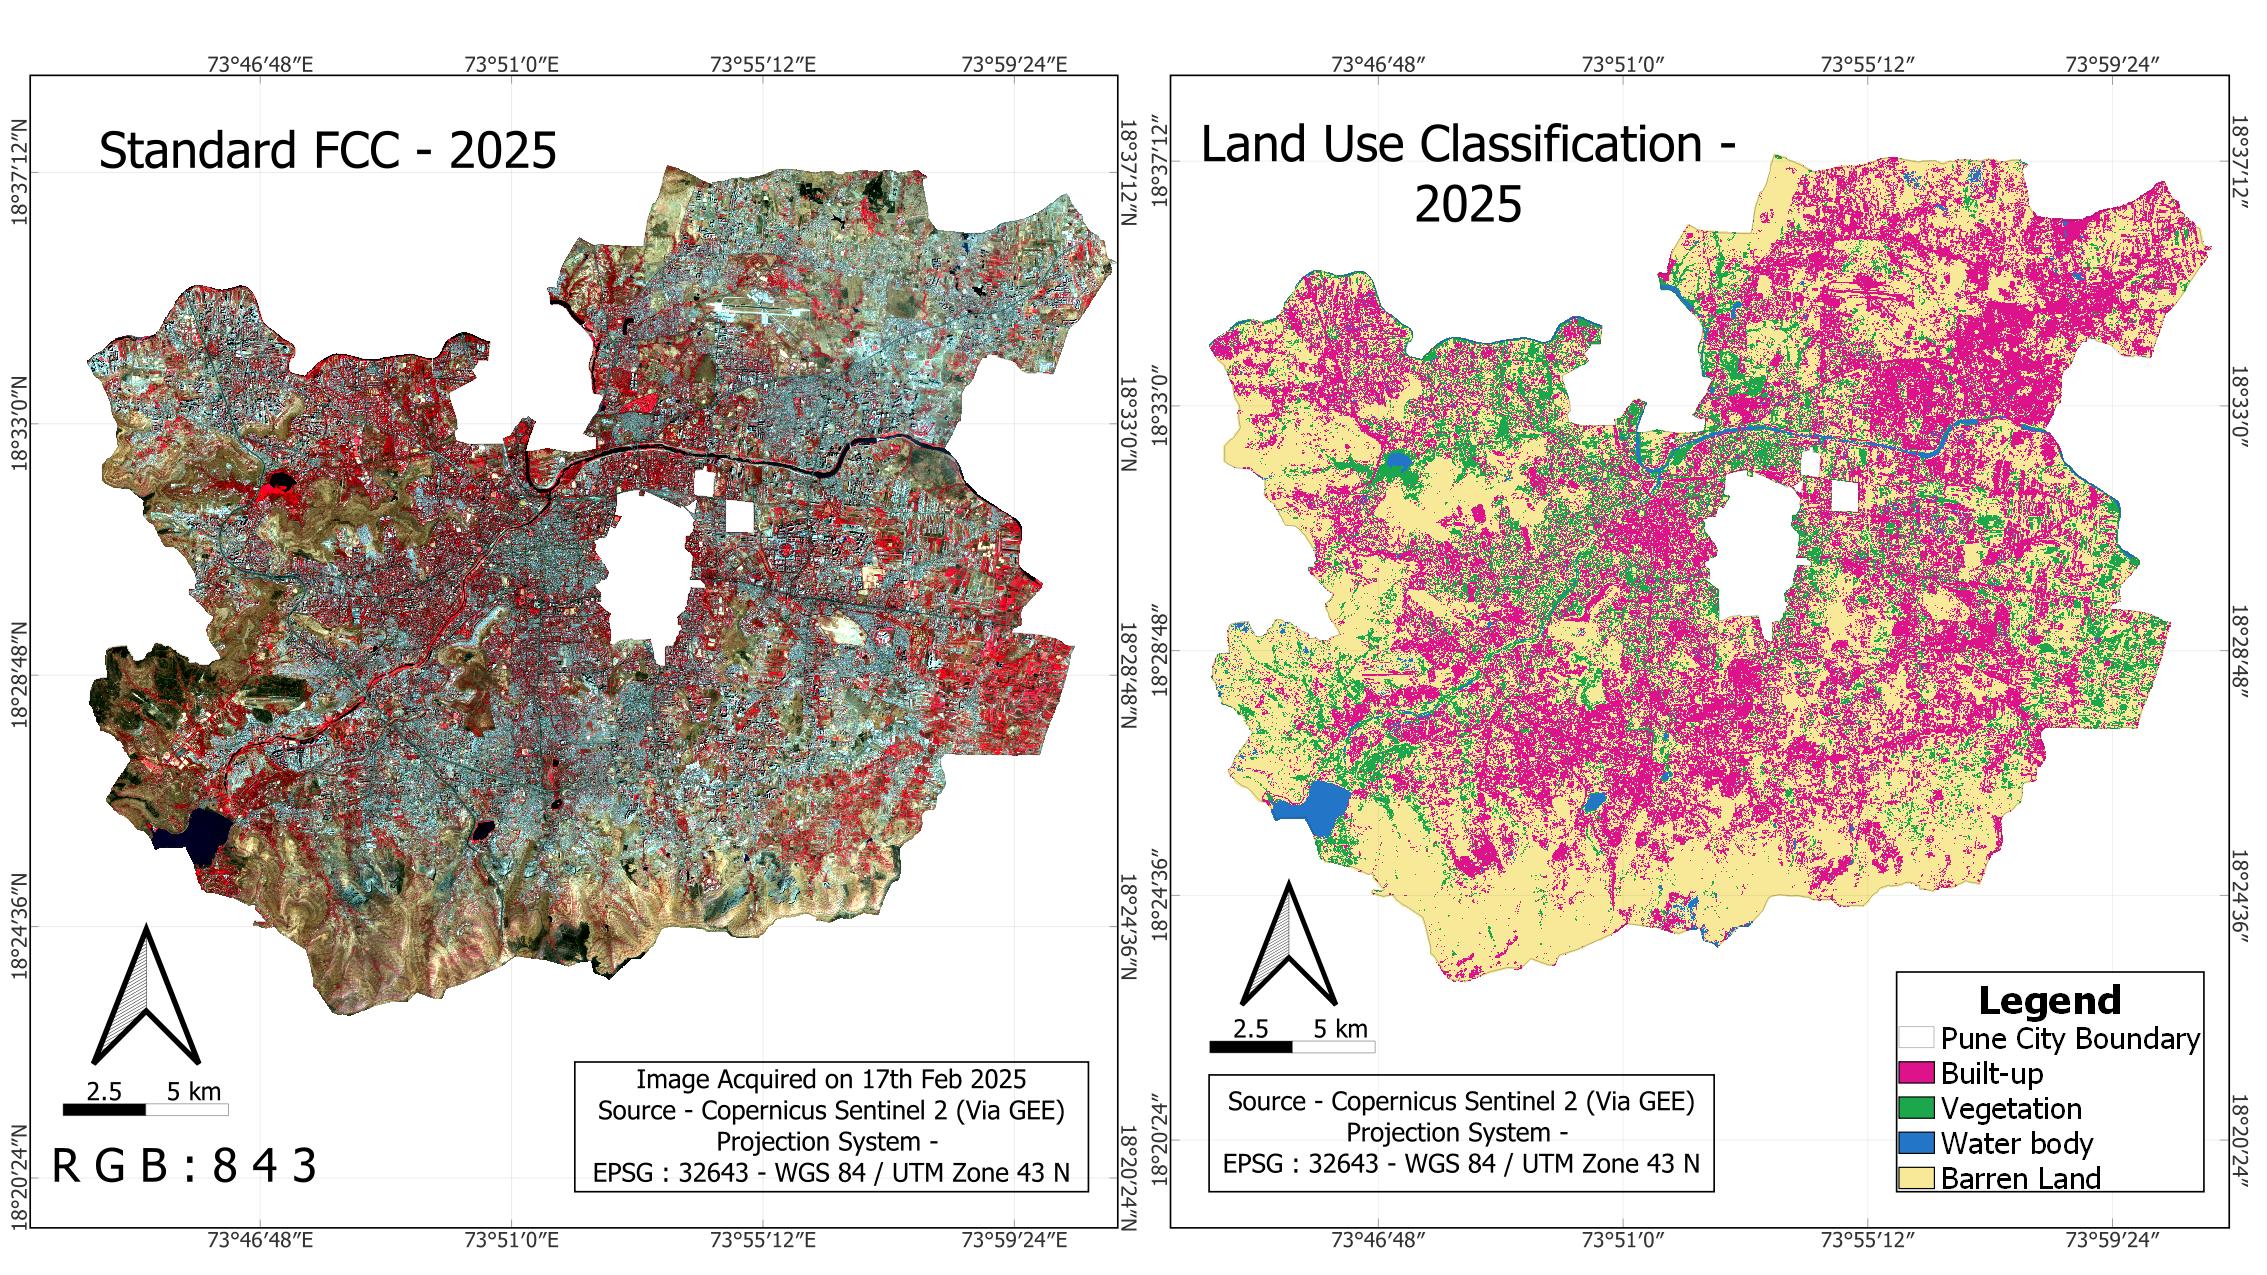 73°46′48″E 73°51′0″E 73°55′12″E 73°59′24″E
Standard FCC - 2025
18°37′12″N
18°33′0″N
18°28′48″N
18°24′36″N
18°20′24″N
18°37′12″N
18°33′0″N
18°28′48″N
18°24′36″N
18°20′24″N
2.5 5 km
R G B : 8 4 3
Image Acquired on 17th Feb 2025
Source - Copernicus Sentinel 2 (Via GEE)
Projection System -
EPSG : 32643 - WGS 84 / UTM Zone 43 N
73°46′48″E 73°51′0″E 73°55′12″E 73°59′24″E
73°46′48″ 73°51′0″ 73°55′12″ 73°59′24″
Land Use Classification -
2025
18°37′12″
18°33′0″
18°28′48″
18°24′36″
18°20′24″
18°37′12″
18°33′0″
18°28′48″
18°24′36″
18°20′24″
2.5 5 km
Source - Copernicus Sentinel 2 (Via GEE)
Projection System -
EPSG : 32643 - WGS 84 / UTM Zone 43 N
Legend
Pune City Boundary
Built-up
Vegetation
Water body
Barren Land
73°46′48″ 73°51′0″ 73°55′12″ 73°59′24″